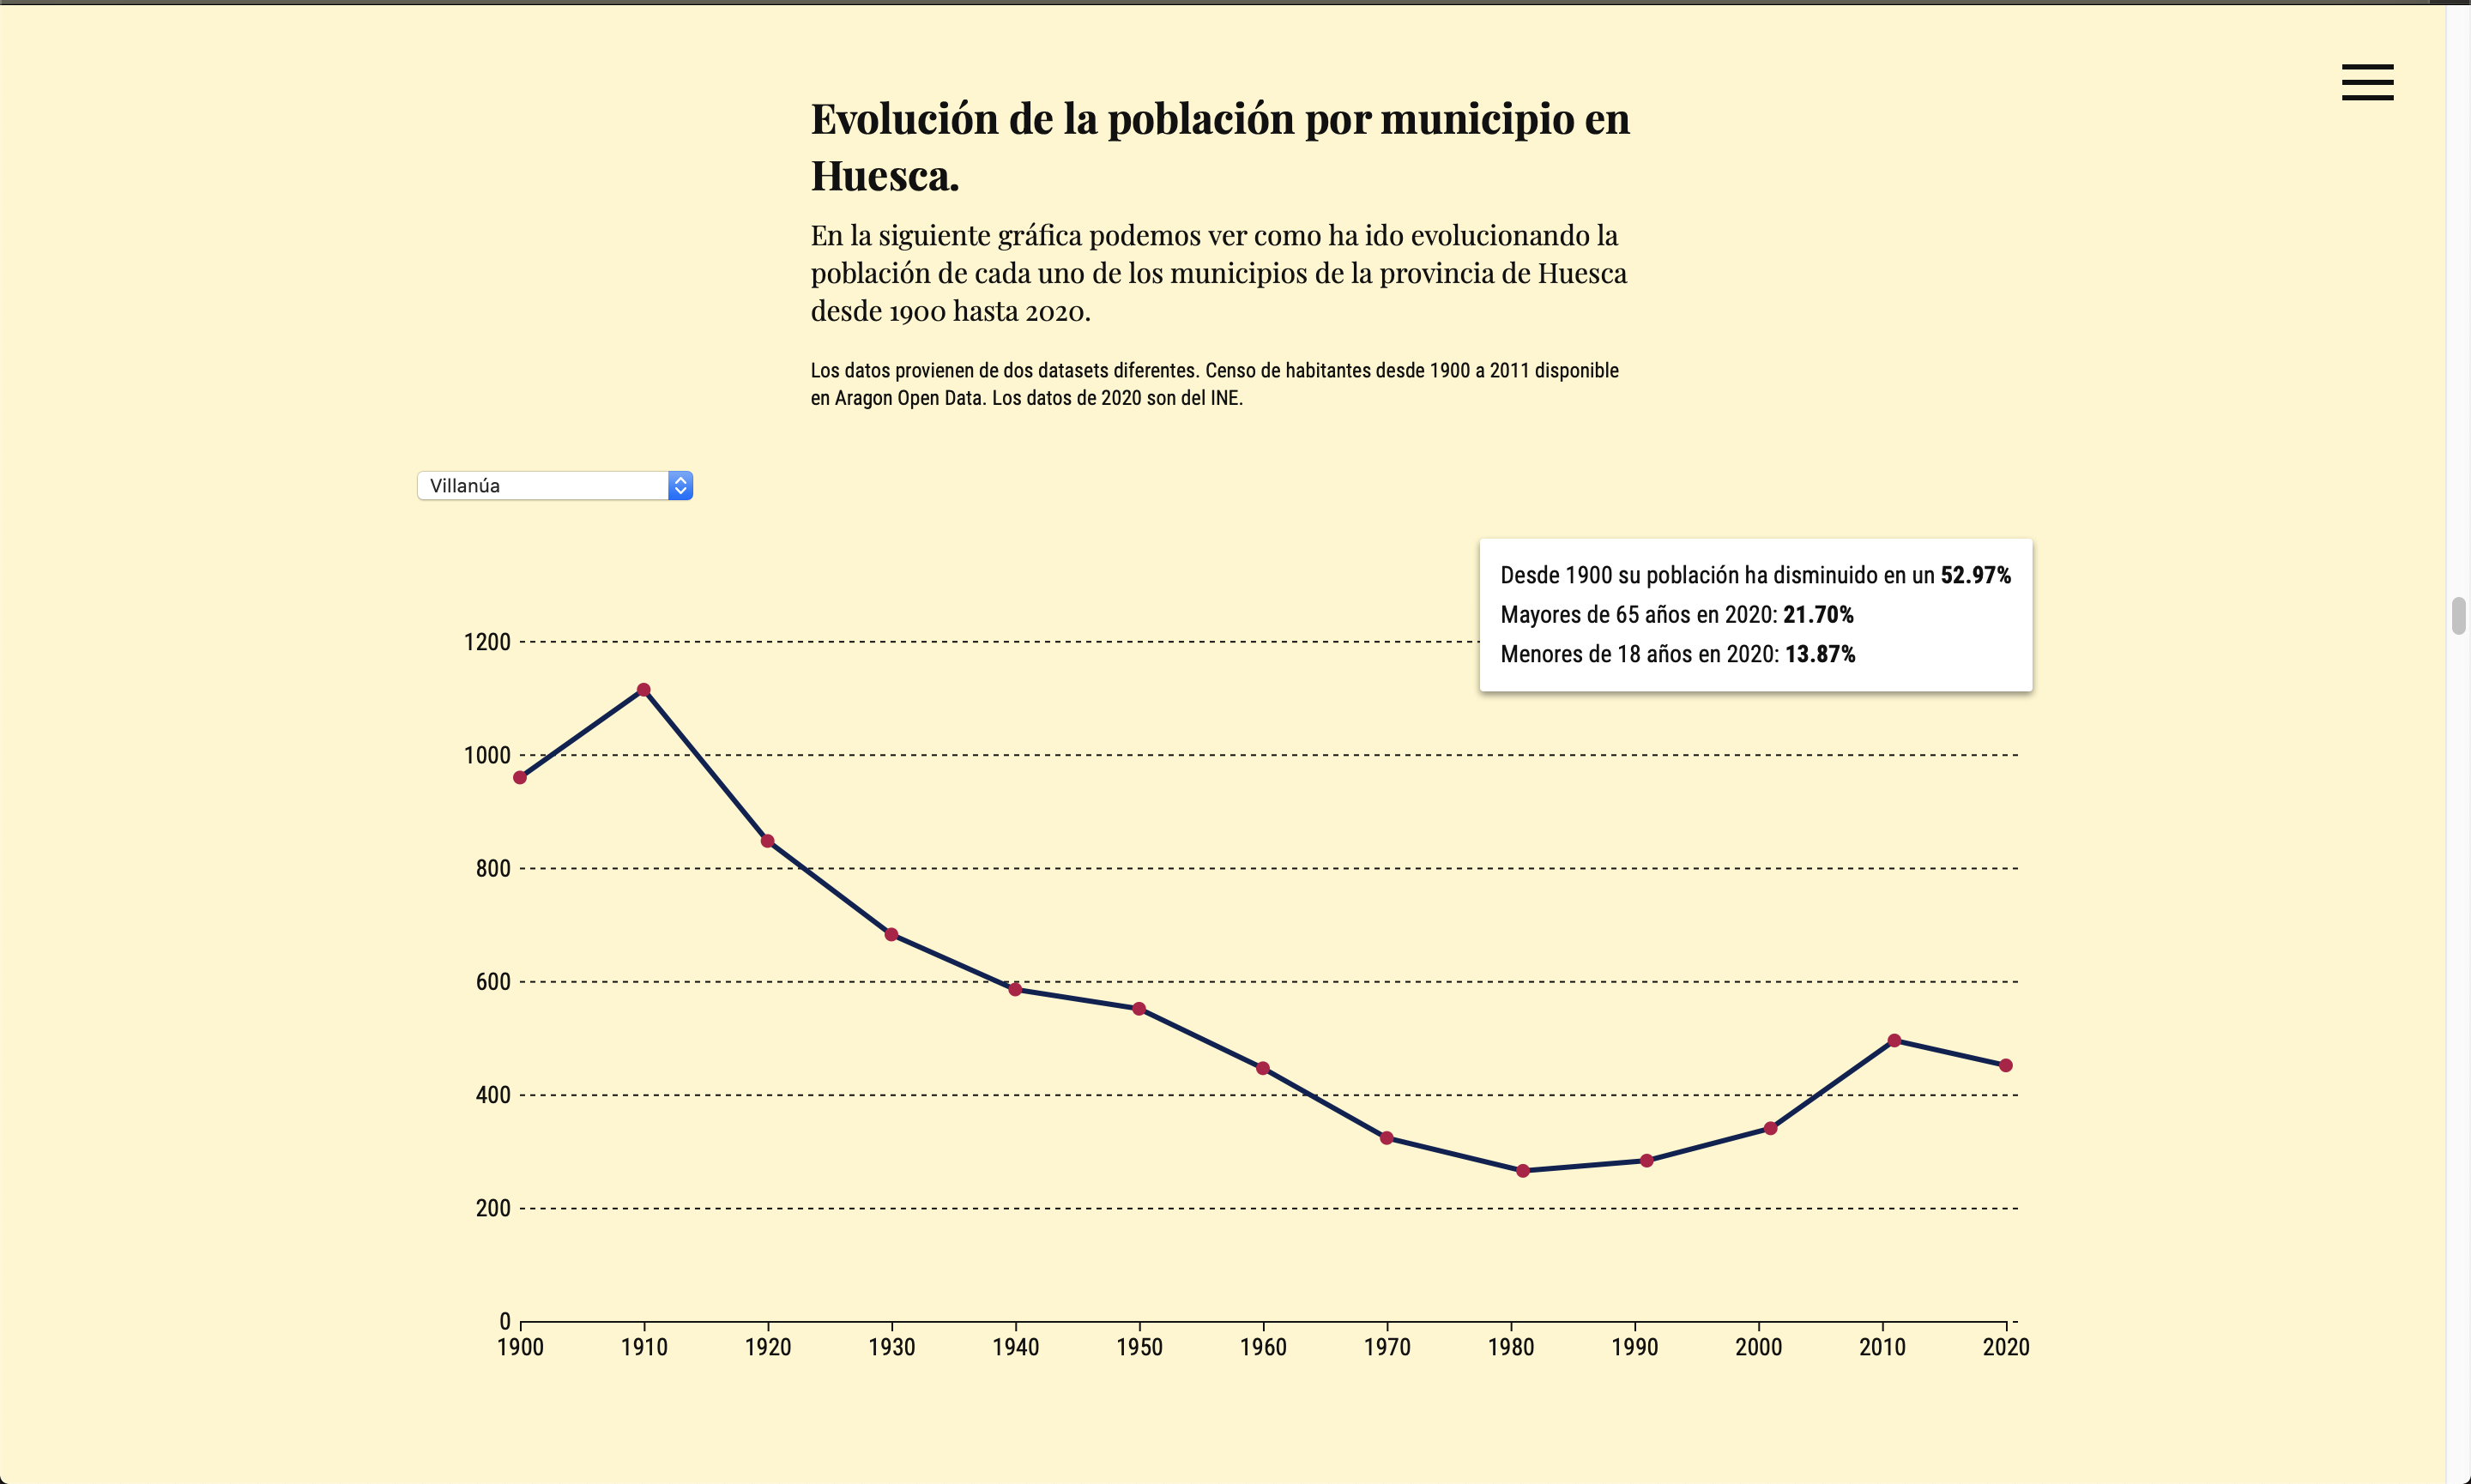 Evolución de la población por municipio en
Huesca.
En la siguiente gráfica podemos ver como ha ido evolucionando la
población de cada uno de los municipios de la provincia de Huesca
desde 1900 hasta 2020.
Los datos provienen de dos datasets diferentes. Censo de habitantes desde 1900 a 2011 disponible
en Aragon Open Data. Los datos de 2020 son del INE.
Villanúa
Desde 1900 su población ha disminuido en un 52.97%
Mayores de 65 años en 2020: 21.70%
Menores de 18 años en 2020: 13.87%
1200
1000
800
600
400
200
0
1900 1910 1920 1930 1940 1950 1960 1970 1980 1990 2000 2010 2020